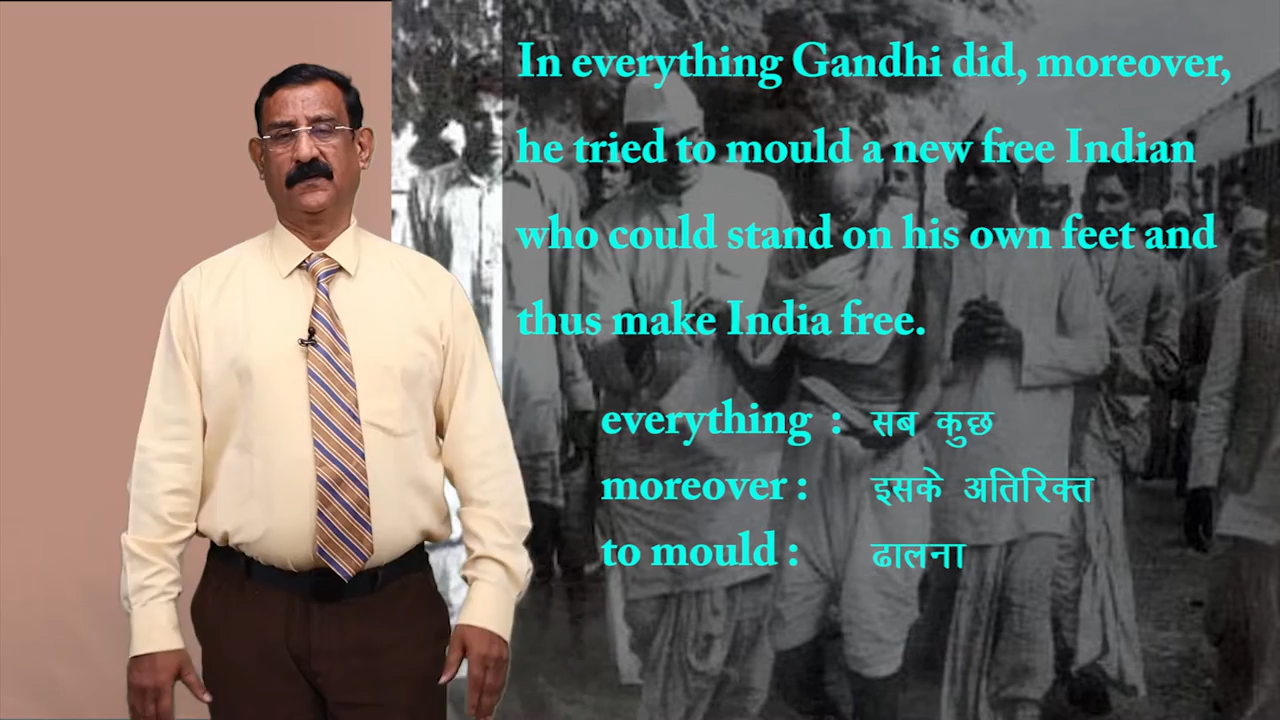 In everything Gandhi did, moreover,
he tried to mould a new free Indian
who could stand on his own feet and
thus make India free.
everything : सब कुछ
moreover : इसके अतिरिक्त
to mould : ढालना